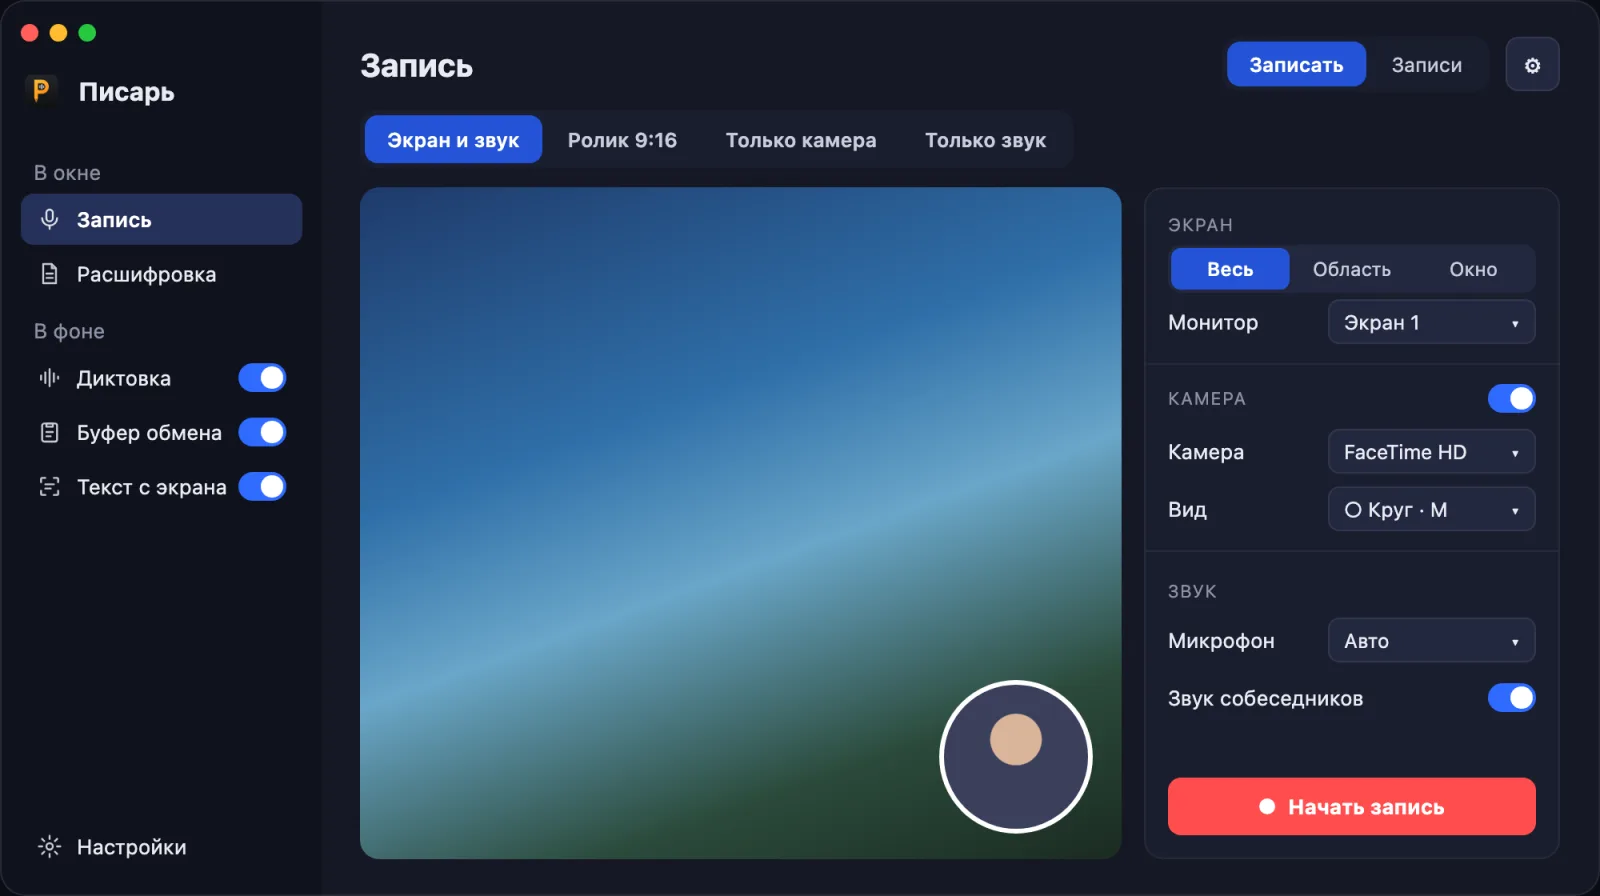 Писарь
В окне
Запись
Расшифровка
В фоне
Диктовка
Буфер обмена
Текст с экрана
Настройки
Запись
Записать
Записи
Экран и звук
Ролик 9:16
Только камера
Только звук
ЭКРАН
Весь
Область
Окно
Монитор
Экран 1
КАМЕРА
Камера
FaceTime HD
Вид
Круг · M
ЗВУК
Микрофон
Авто
Звук собеседников
Начать запись